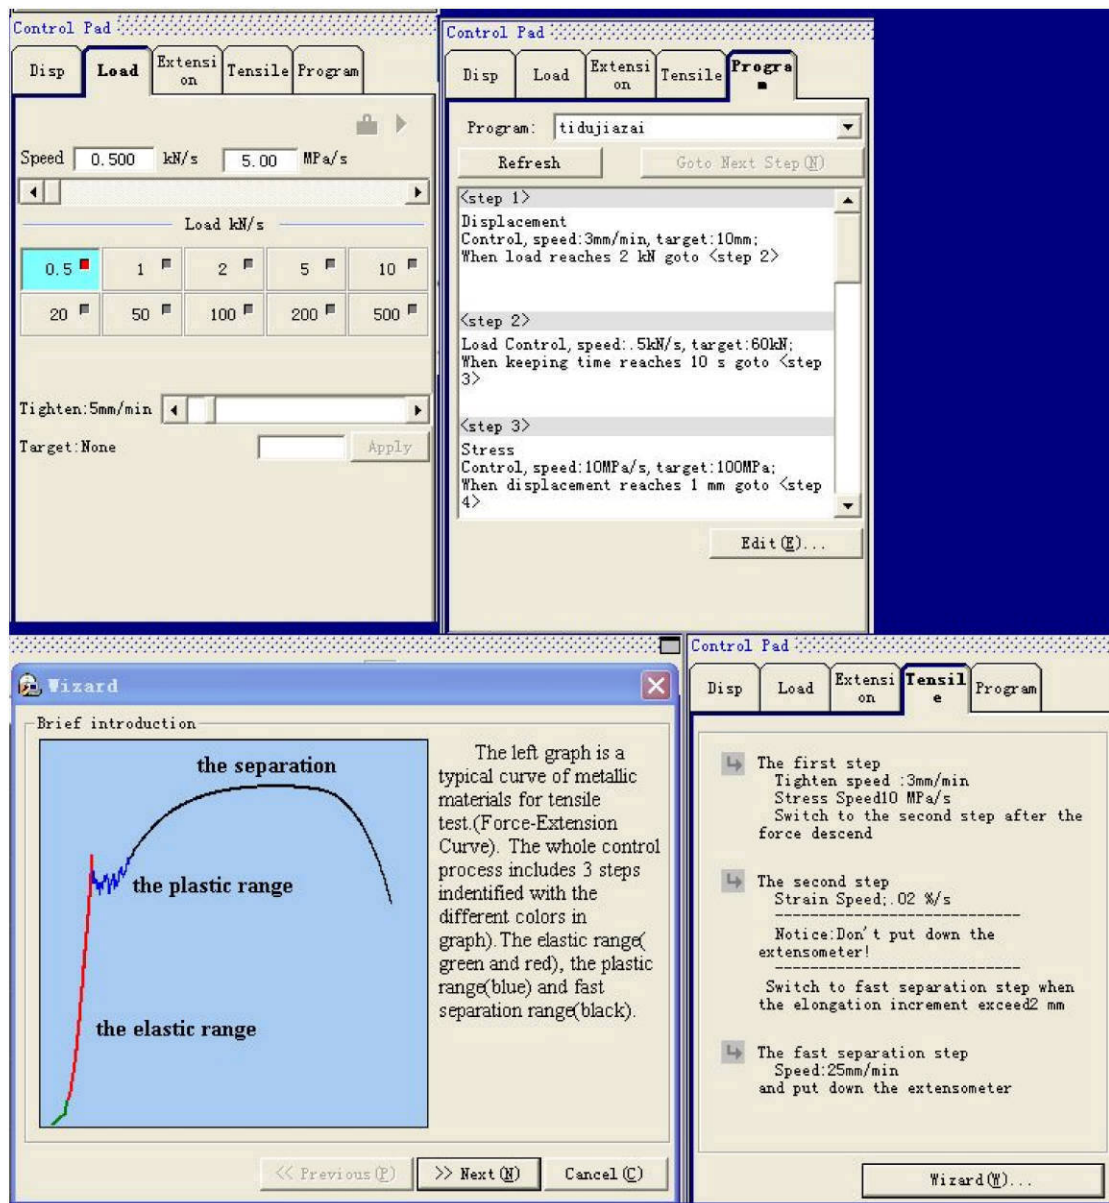 Control Pad
Disp
Load
Extensi
on
Tensile
Program
Speed 0.500 kN/s 5.00 MPa/s
Load kN/s
0.5 1 2 5 10
20 50 100 200 500
Tighten:5mm/min
Target:None Apply
Control Pad
Disp
Load
Extensi
on
Tensile
Progra
m
Program: tidujiazai
Refresh Goto Next Step(N)
<step 1>
Displacement
Control, speed:3mm/min, target:10mm;
When load reaches 2 kN goto <step 2>
<step 2>
Load Control, speed:.5kN/s, target:60kN;
When keeping time reaches 10 s goto <step
3>
<step 3>
Stress
Control, speed:10MPa/s, target:100MPa;
When displacement reaches 1 mm goto <step
4>
Edit(E)...
Wizard
Brief introduction
the separation
the plastic range
the elastic range
The left graph is a
typical curve of metallic
materials for tensile
test.(Force-Extension
Curve). The whole control
process includes 3 steps
indentified with the
different colors in
graph). The elastic range(
green and red), the plastic
range(blue) and fast
separation range(black).
<< Previous(P) >> Next(N) Cancel(C)
Control Pad
Disp
Load
Extensi
on
Tensil
e
Program
The first step
Tighten speed :3mm/min
Stress Speed10 MPa/s
Switch to the second step after the
force descend
The second step
Strain Speed;.02 %/s
----------------------------
Notice:Don't put down the
extensometer!
----------------------------
Switch to fast separation step when
the elongation increment exceed2 mm
The fast separation step
Speed:25mm/min
and put down the extensometer
Wizard(W)...